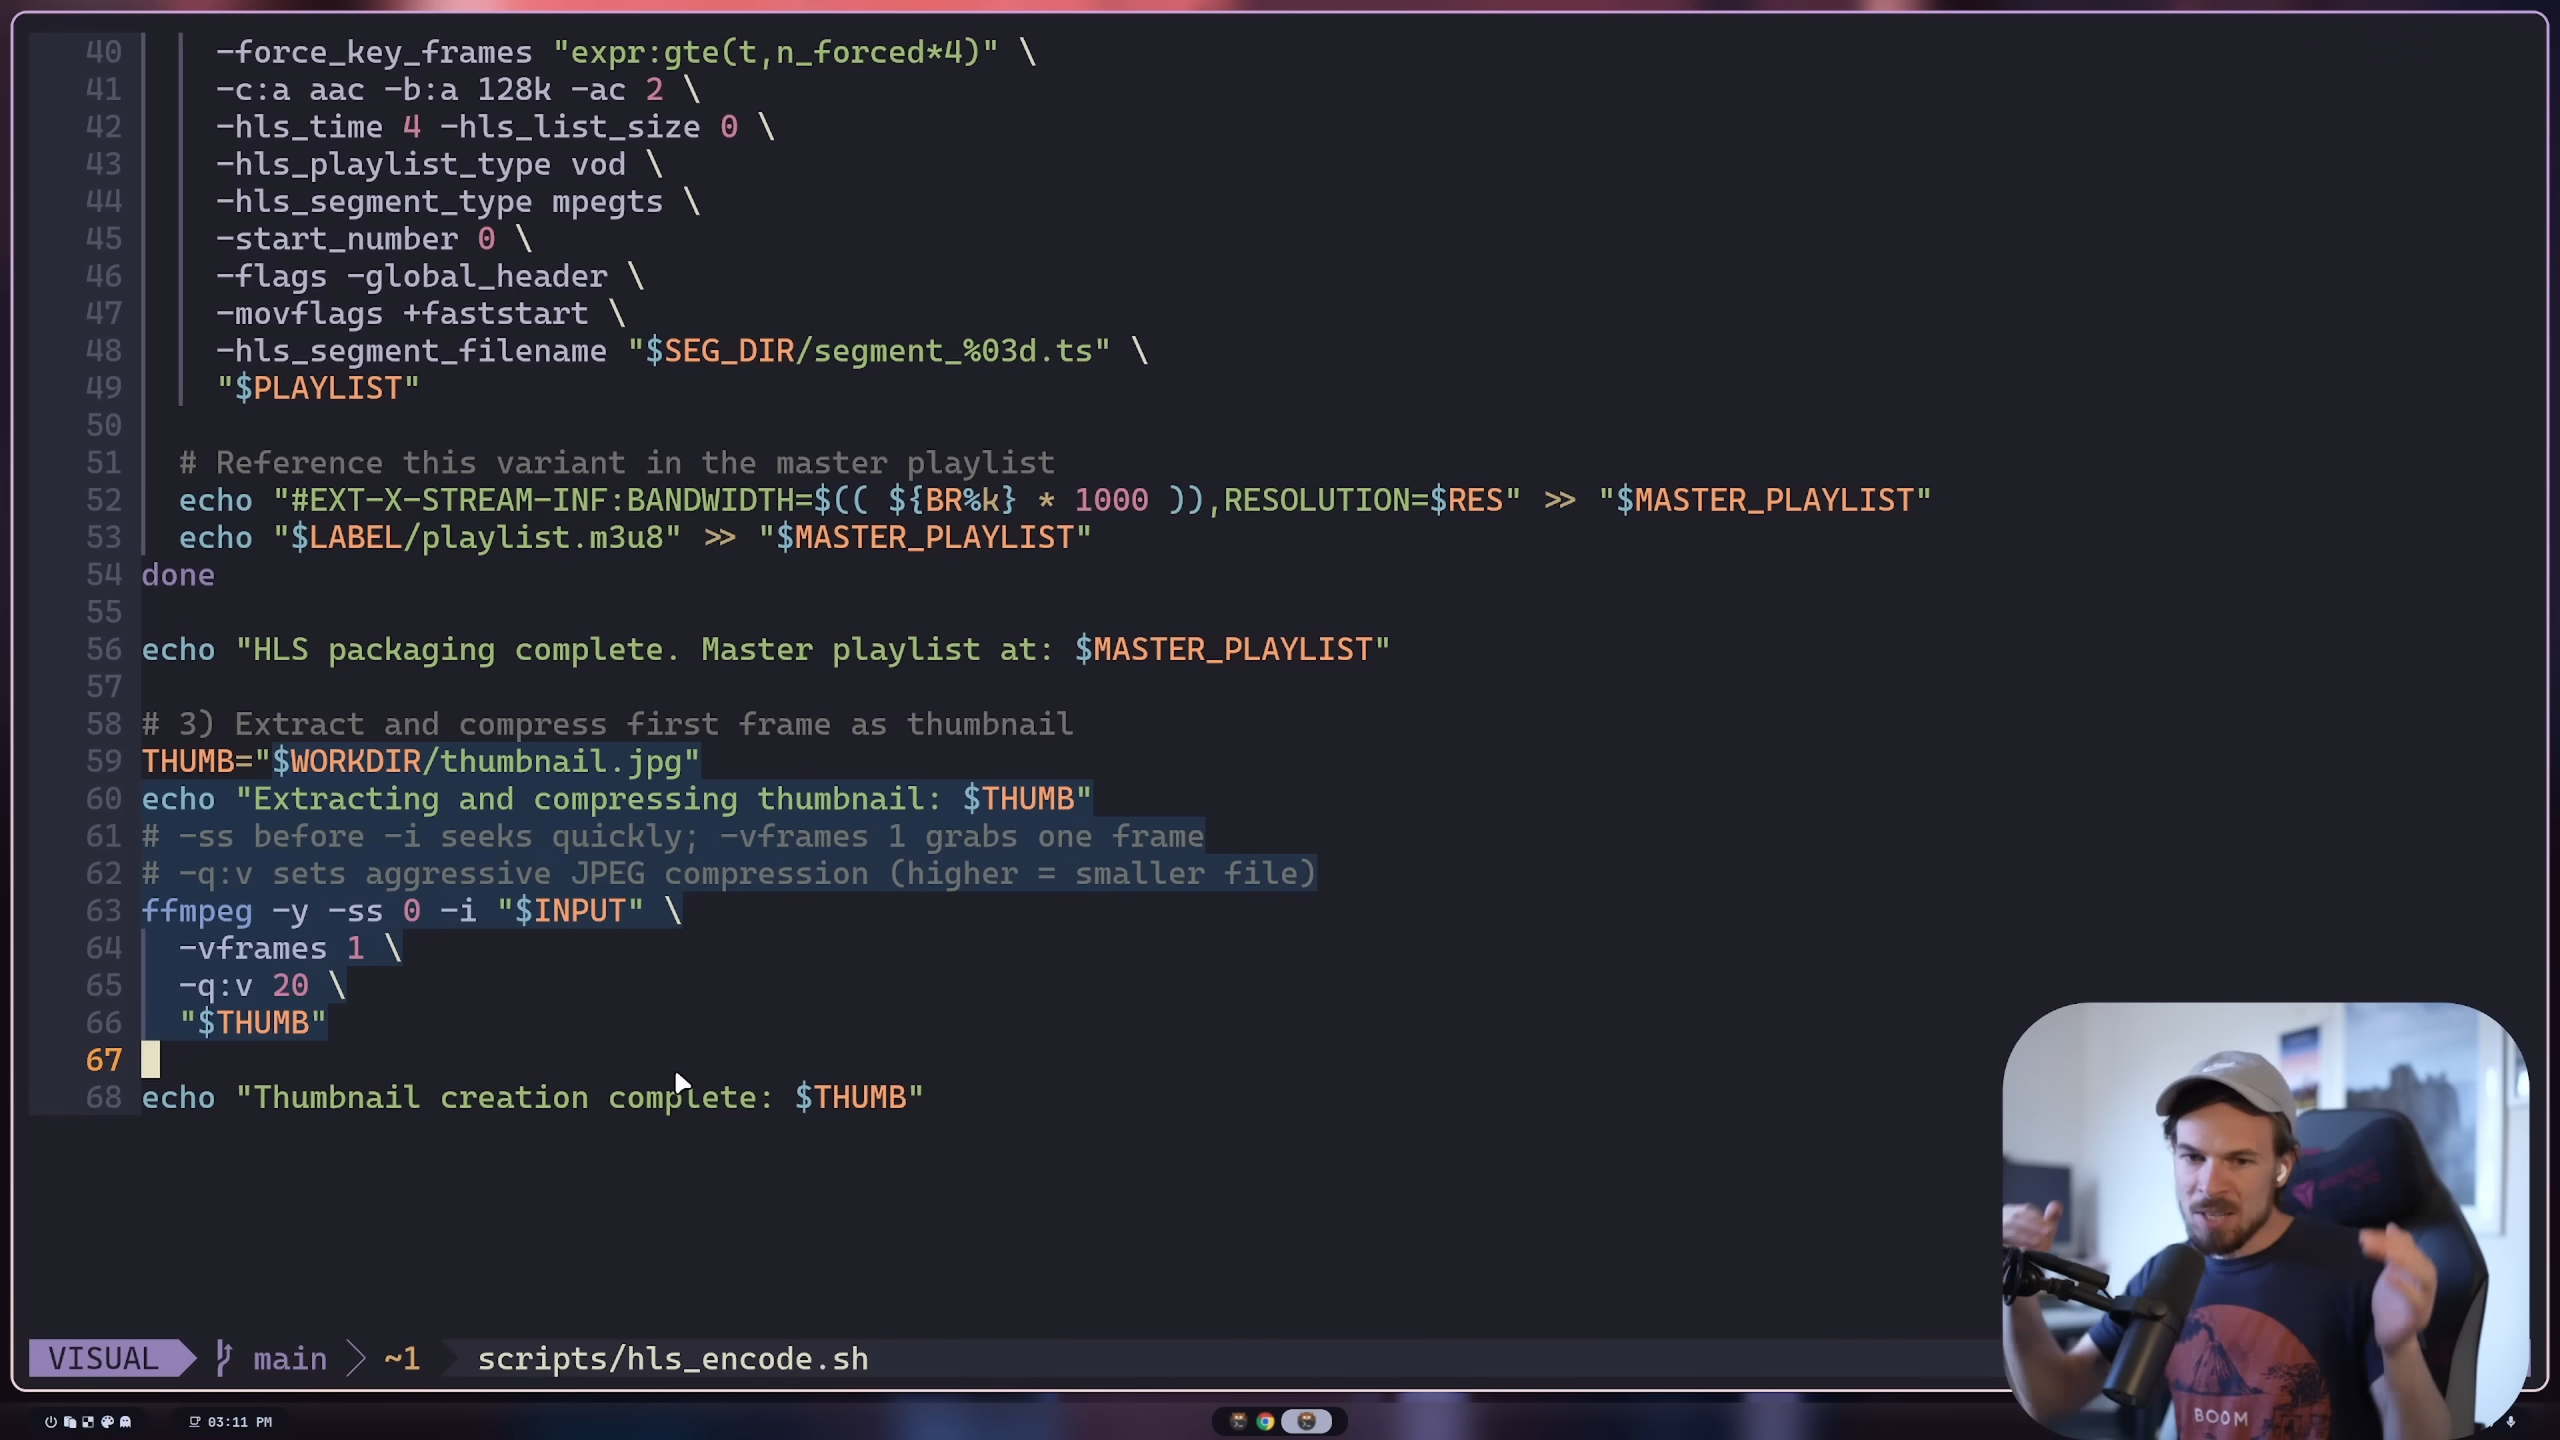 40 -force_key_frames "expr:gte(t,n_forced*4)" \
41 -c:a aac -b:a 128k -ac 2 \
42 -hls_time 4 -hls_list_size 0 \
43 -hls_playlist_type vod \
44 -hls_segment_type mpegts \
45 -start_number 0 \
46 -flags -global_header \
47 -movflags +faststart \
48 -hls_segment_filename "$SEG_DIR/segment_%03d.ts" \
49 "$PLAYLIST"
50
51 # Reference this variant in the master playlist
52 echo "#EXT-X-STREAM-INF:BANDWIDTH=$(( ${BR%k} * 1000 )),RESOLUTION=$RES" >> "$MASTER_PLAYLIST"
53 echo "$LABEL/playlist.m3u8" >> "$MASTER_PLAYLIST"
54 done
55
56 echo "HLS packaging complete. Master playlist at: $MASTER_PLAYLIST"
57
58 # 3) Extract and compress first frame as thumbnail
59 THUMB="$WORKDIR/thumbnail.jpg"
60 echo "Extracting and compressing thumbnail: $THUMB"
61 # -ss before -i seeks quickly; -vframes 1 grabs one frame
62 # -q:v sets aggressive JPEG compression (higher = smaller file)
63 ffmpeg -y -ss 0 -i "$INPUT" \
64 -vframes 1 \
65 -q:v 20 \
66 "$THUMB"
67
68 echo "Thumbnail creation complete: $THUMB"
VISUAL main ~1 scripts/hls_encode.sh
03:11 PM
BOOM